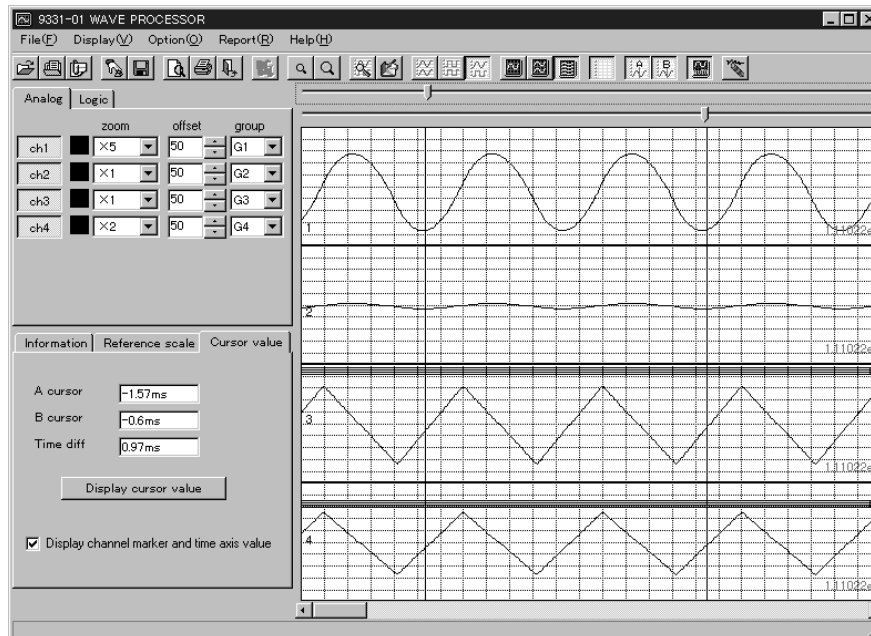 9331-01 WAVE PROCESSOR
File(F) Display(V) Option(O) Report(R) Help(H)
A B
Analog Logic
zoom offset group
ch1 ×5 50 G1
ch2 ×1 50 G2
ch3 ×1 50 G3
ch4 ×2 50 G4
1
2
3
4
Information Reference scale Cursor value
A cursor -1.57ms
B cursor -0.6ms
Time diff 0.97ms
Display cursor value
Display channel marker and time axis value